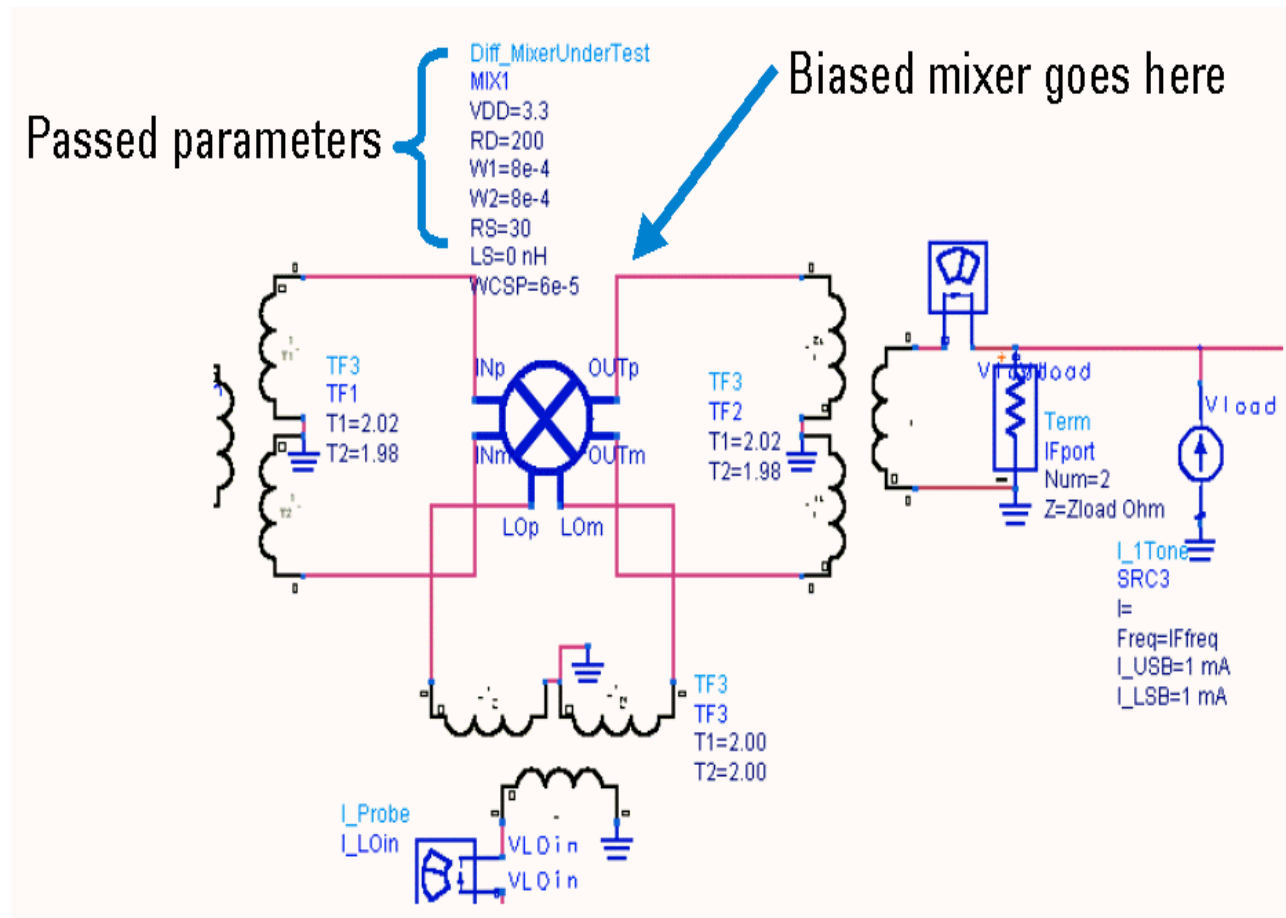 Diff_MixerUnderTest
MIX1
VDD=3.3
RD=200
W1=8e-4
W2=8e-4
RS=30
LS=0 nH
WCSP=6e-5
Passed parameters
Biased mixer goes here
TF3
TF1
T1=2.02
T2=1.98
INp
OUTp
INm
OUTm
LOp
LOm
TF3
TF2
T1=2.02
T2=1.98
Term
IFport
Num=2
Z=Zload Ohm
Vload
I_1Tone
SRC3
I=
Freq=IFfreq
I_USB=1 mA
I_LSB=1 mA
TF3
TF3
T1=2.00
T2=2.00
I_Probe
I_LOin
VLOin
VLOin